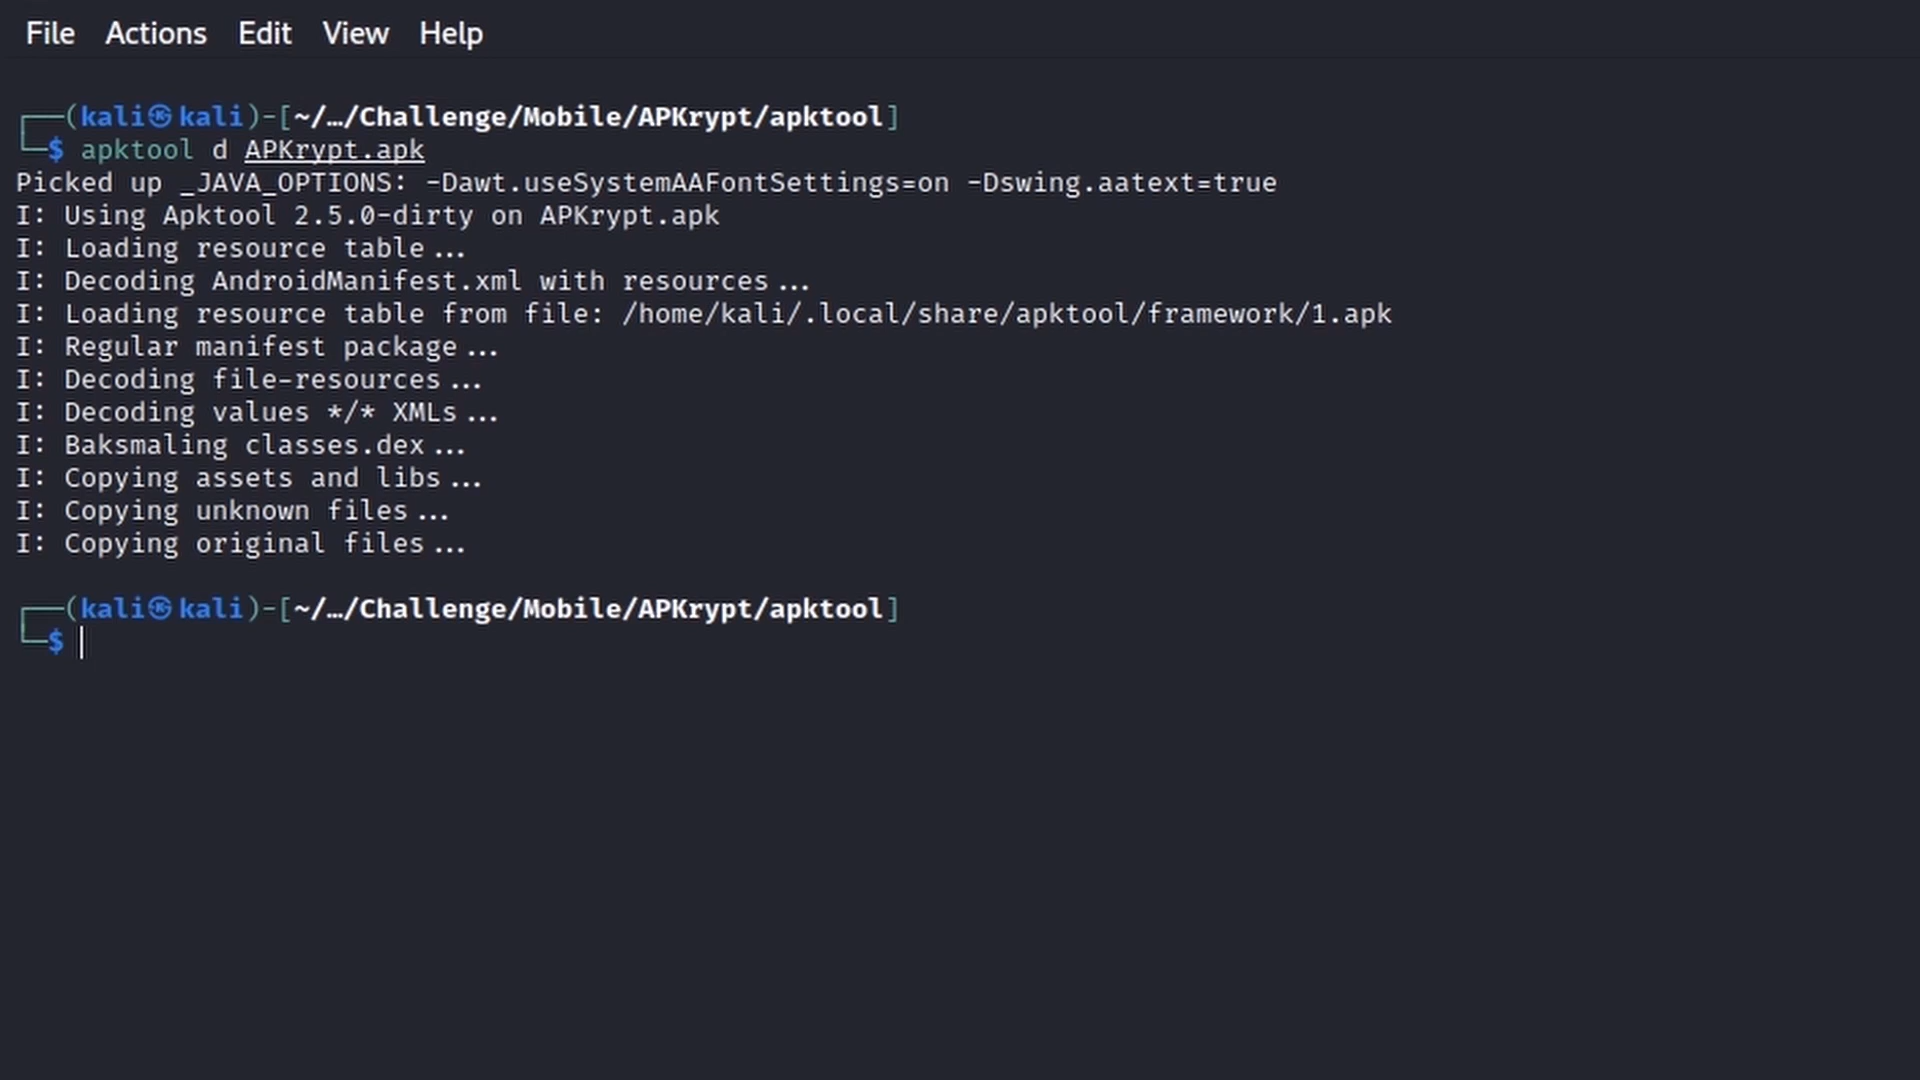 File Actions Edit View Help
┌──(kali㉿kali)-[~/…/Challenge/Mobile/APKrypt/apktool]
└─$ apktool d APKrypt.apk
Picked up _JAVA_OPTIONS: -Dawt.useSystemAAFontSettings=on -Dswing.aatext=true
I: Using Apktool 2.5.0-dirty on APKrypt.apk
I: Loading resource table...
I: Decoding AndroidManifest.xml with resources...
I: Loading resource table from file: /home/kali/.local/share/apktool/framework/1.apk
I: Regular manifest package...
I: Decoding file-resources...
I: Decoding values */* XMLs...
I: Baksmaling classes.dex...
I: Copying assets and libs...
I: Copying unknown files...
I: Copying original files...
┌──(kali㉿kali)-[~/…/Challenge/Mobile/APKrypt/apktool]
└─$